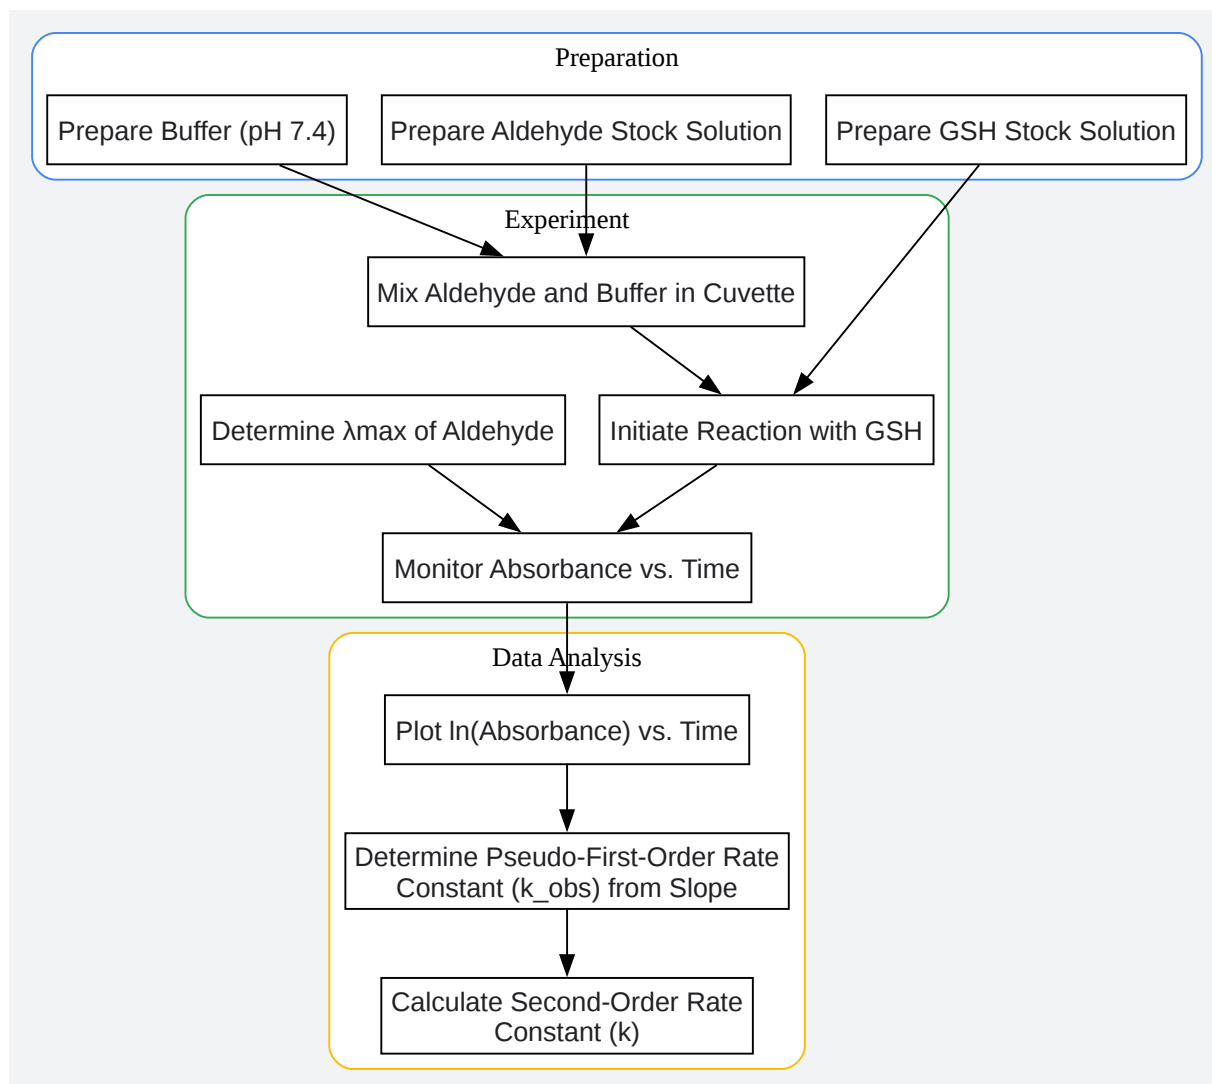 Preparation
Prepare Buffer (pH 7.4)
Prepare Aldehyde Stock Solution
Prepare GSH Stock Solution
Experiment
Mix Aldehyde and Buffer in Cuvette
Determine λmax of Aldehyde
Initiate Reaction with GSH
Monitor Absorbance vs. Time
Data Analysis
Plot ln(Absorbance) vs. Time
Determine Pseudo-First-Order Rate
Constant (k_obs) from Slope
Calculate Second-Order Rate
Constant (k)